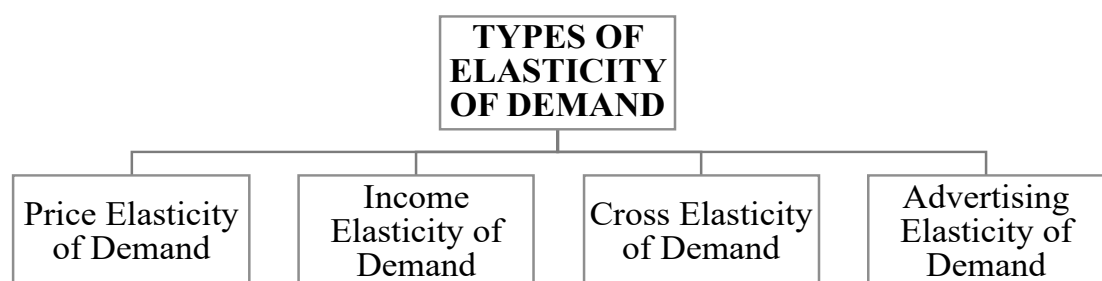 TYPES OF
ELASTICITY
OF DEMAND
Price Elasticity
of Demand
Income
Elasticity of
Demand
Cross Elasticity
of Demand
Advertising
Elasticity of
Demand